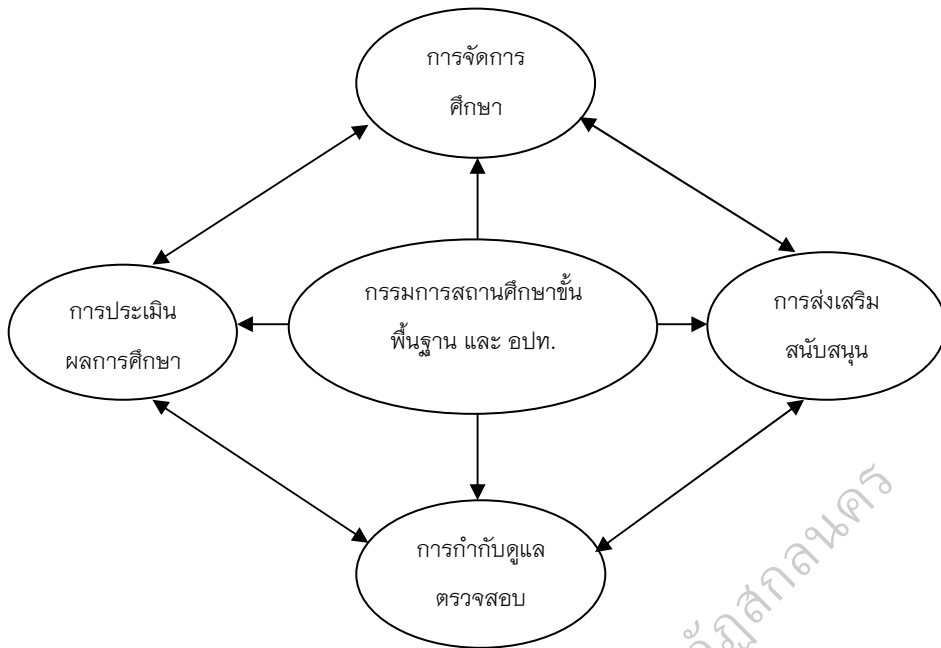 การจัดการ
ศึกษา
กรรมการสถานศึกษาขั้น
พื้นฐาน และ อปท.
การประเมิน
ผลการศึกษา
การส่งเสริม
สนับสนุน
การกำกับดูแล
ตรวจสอบ